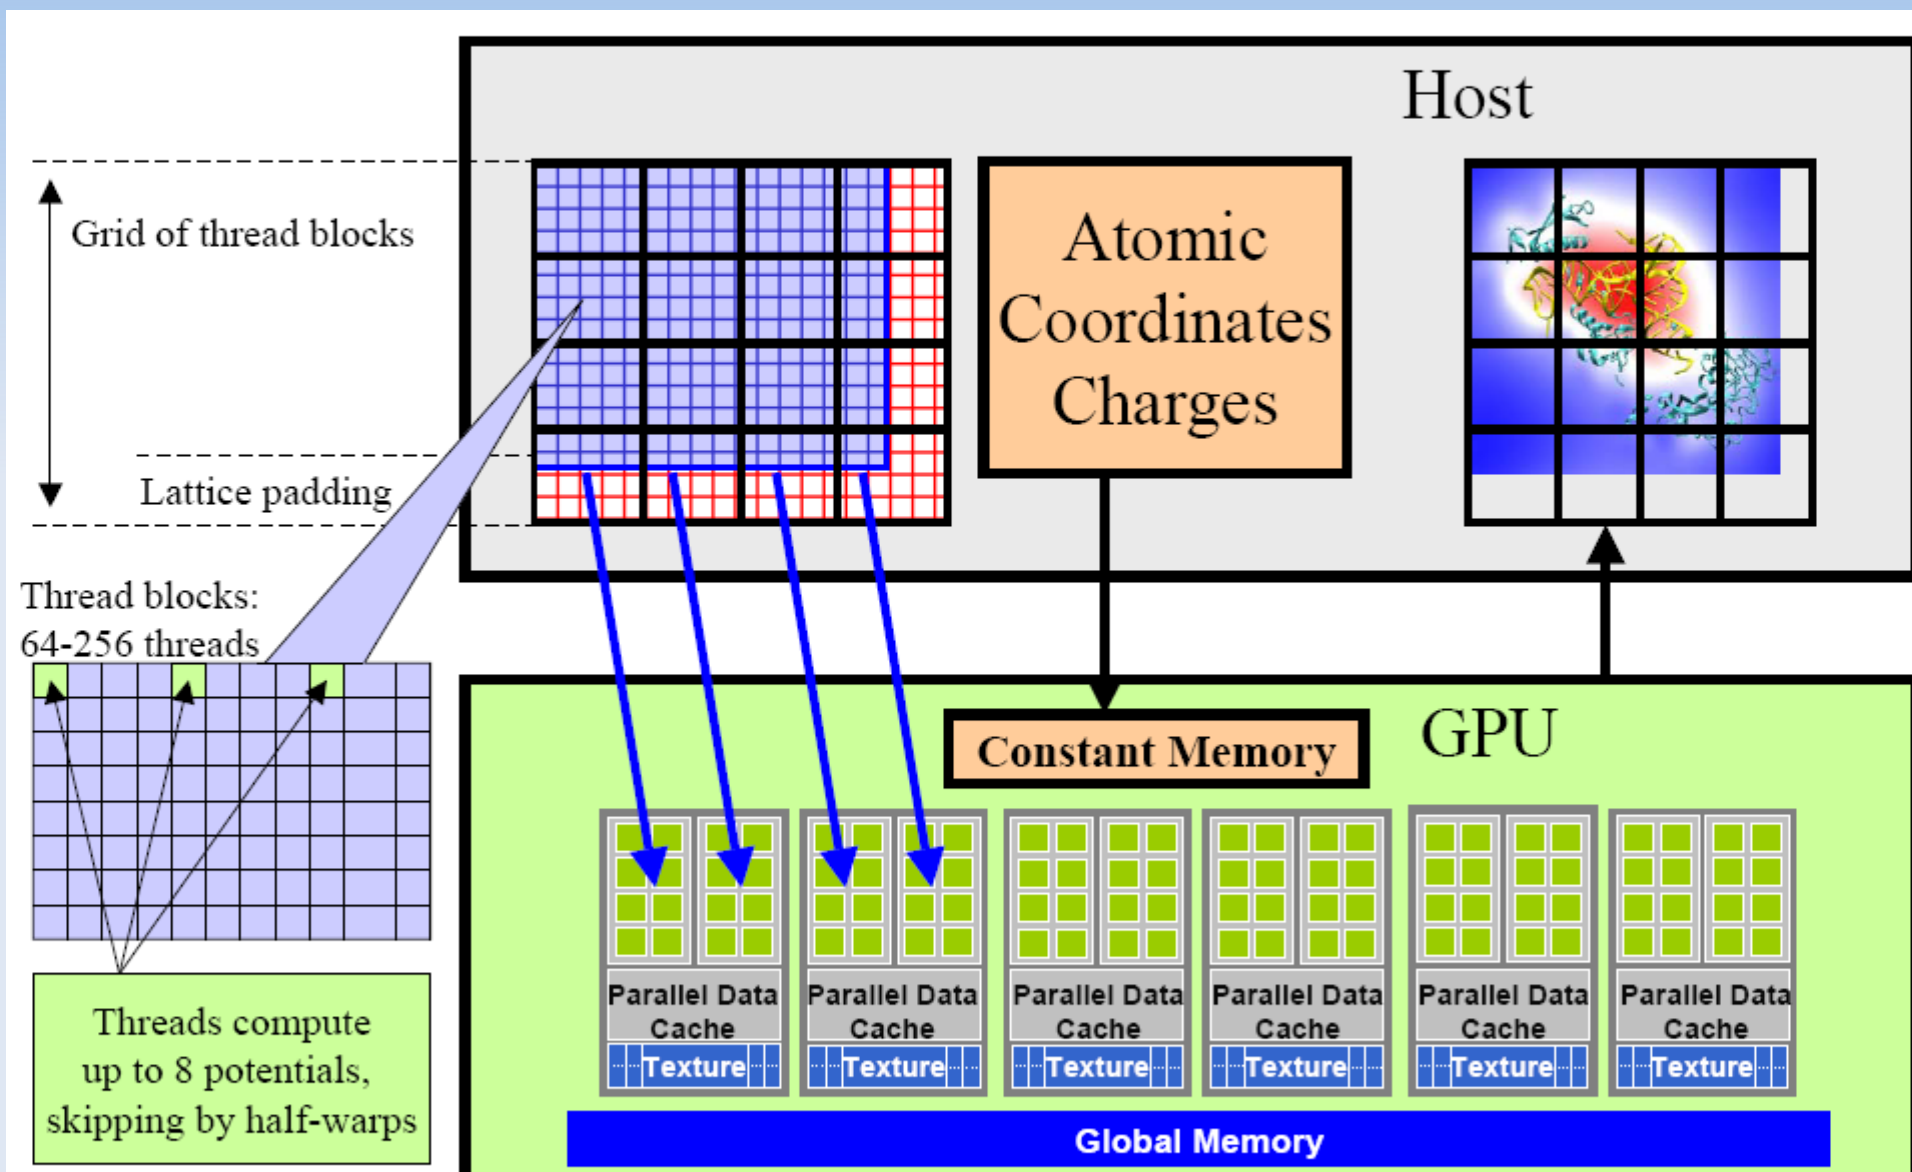 Host
Grid of thread blocks
Atomic
Coordinates
Charges
Lattice padding
Thread blocks:
64-256 threads
GPU
Constant Memory
Threads compute
up to 8 potentials,
skipping by half-warps
Parallel Data
Cache
Texture
Parallel Data
Cache
Texture
Parallel Data
Cache
Texture
Parallel Data
Cache
Texture
Parallel Data
Cache
Texture
Parallel Data
Cache
Texture
Global Memory